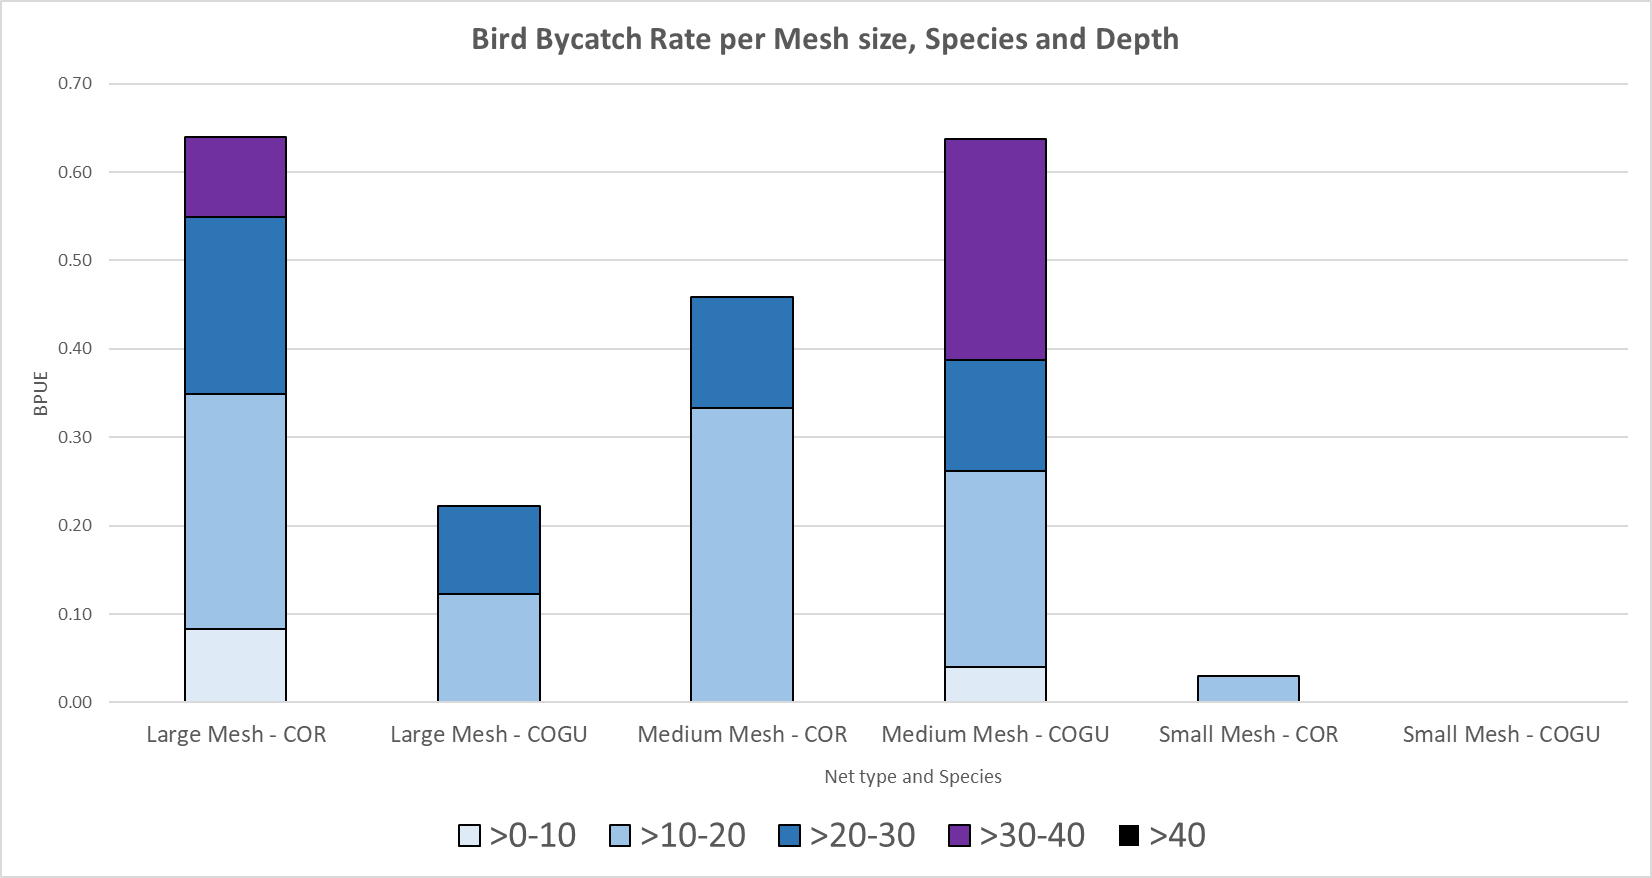 Bird Bycatch Rate per Mesh size, Species and Depth
0.70
0.60
0.50
0.40
0.30
0.20
0.10
0.00
BPUE
Large Mesh - COR
Large Mesh - COGU
Medium Mesh - COR
Medium Mesh - COGU
Small Mesh - COR
Small Mesh - COGU
Net type and Species
>0-10
>10-20
>20-30
>30-40
>40